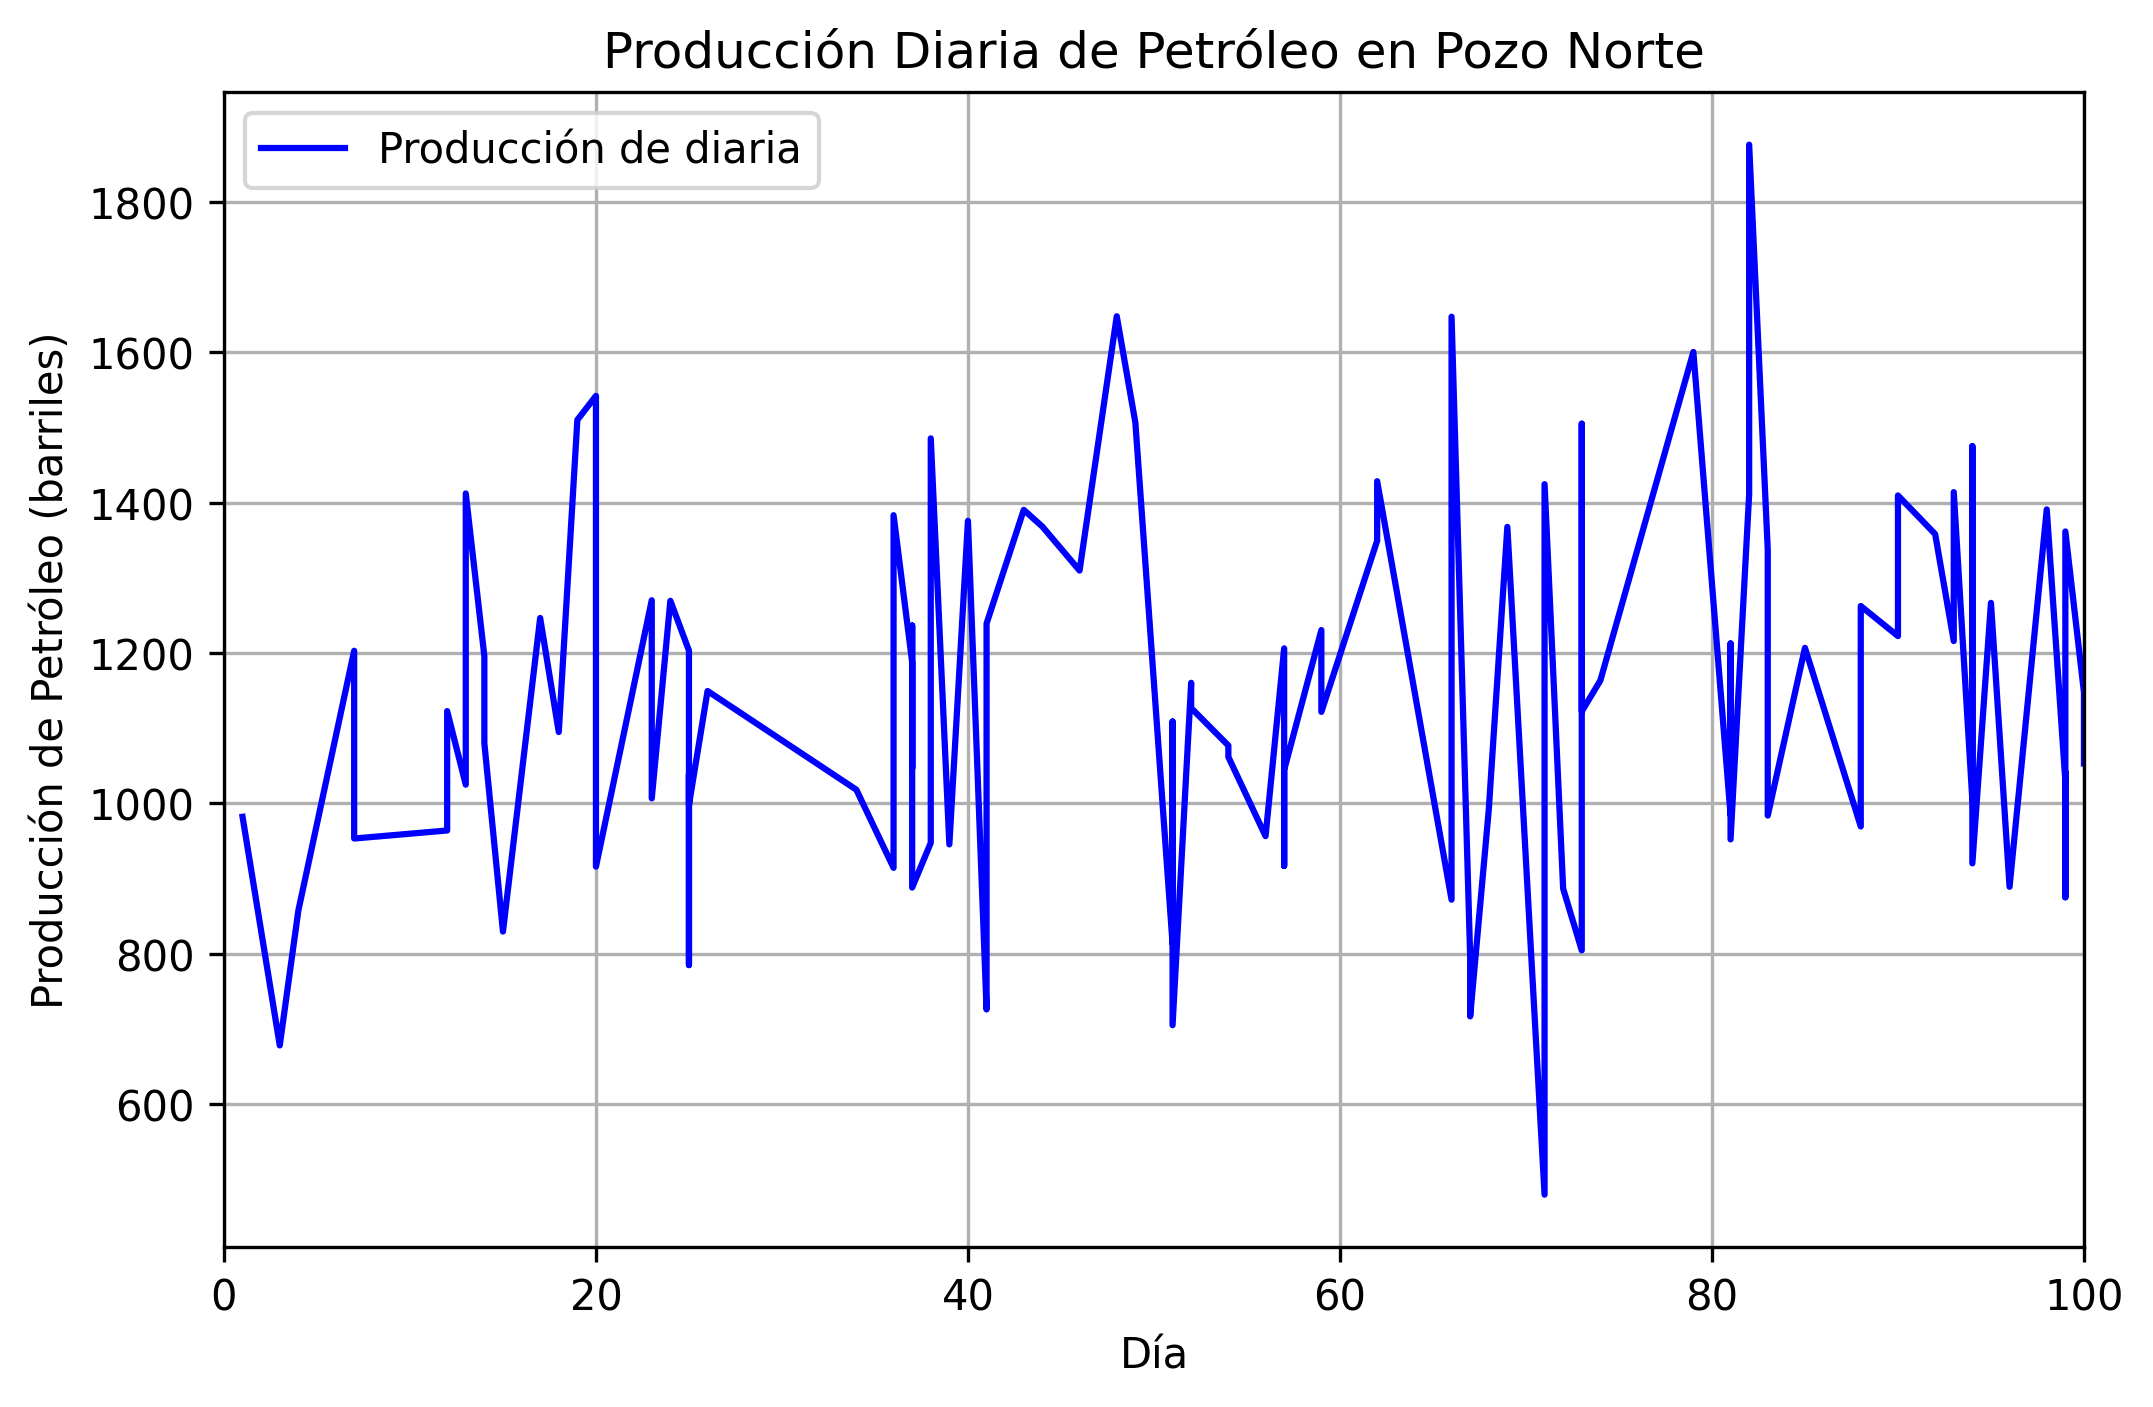 Producción Diaria de Petróleo en Pozo Norte
Producción de diaria
Producción de Petróleo (barriles)
1800
1600
1400
1200
1000
800
600
0 20 40 60 80 100
Día